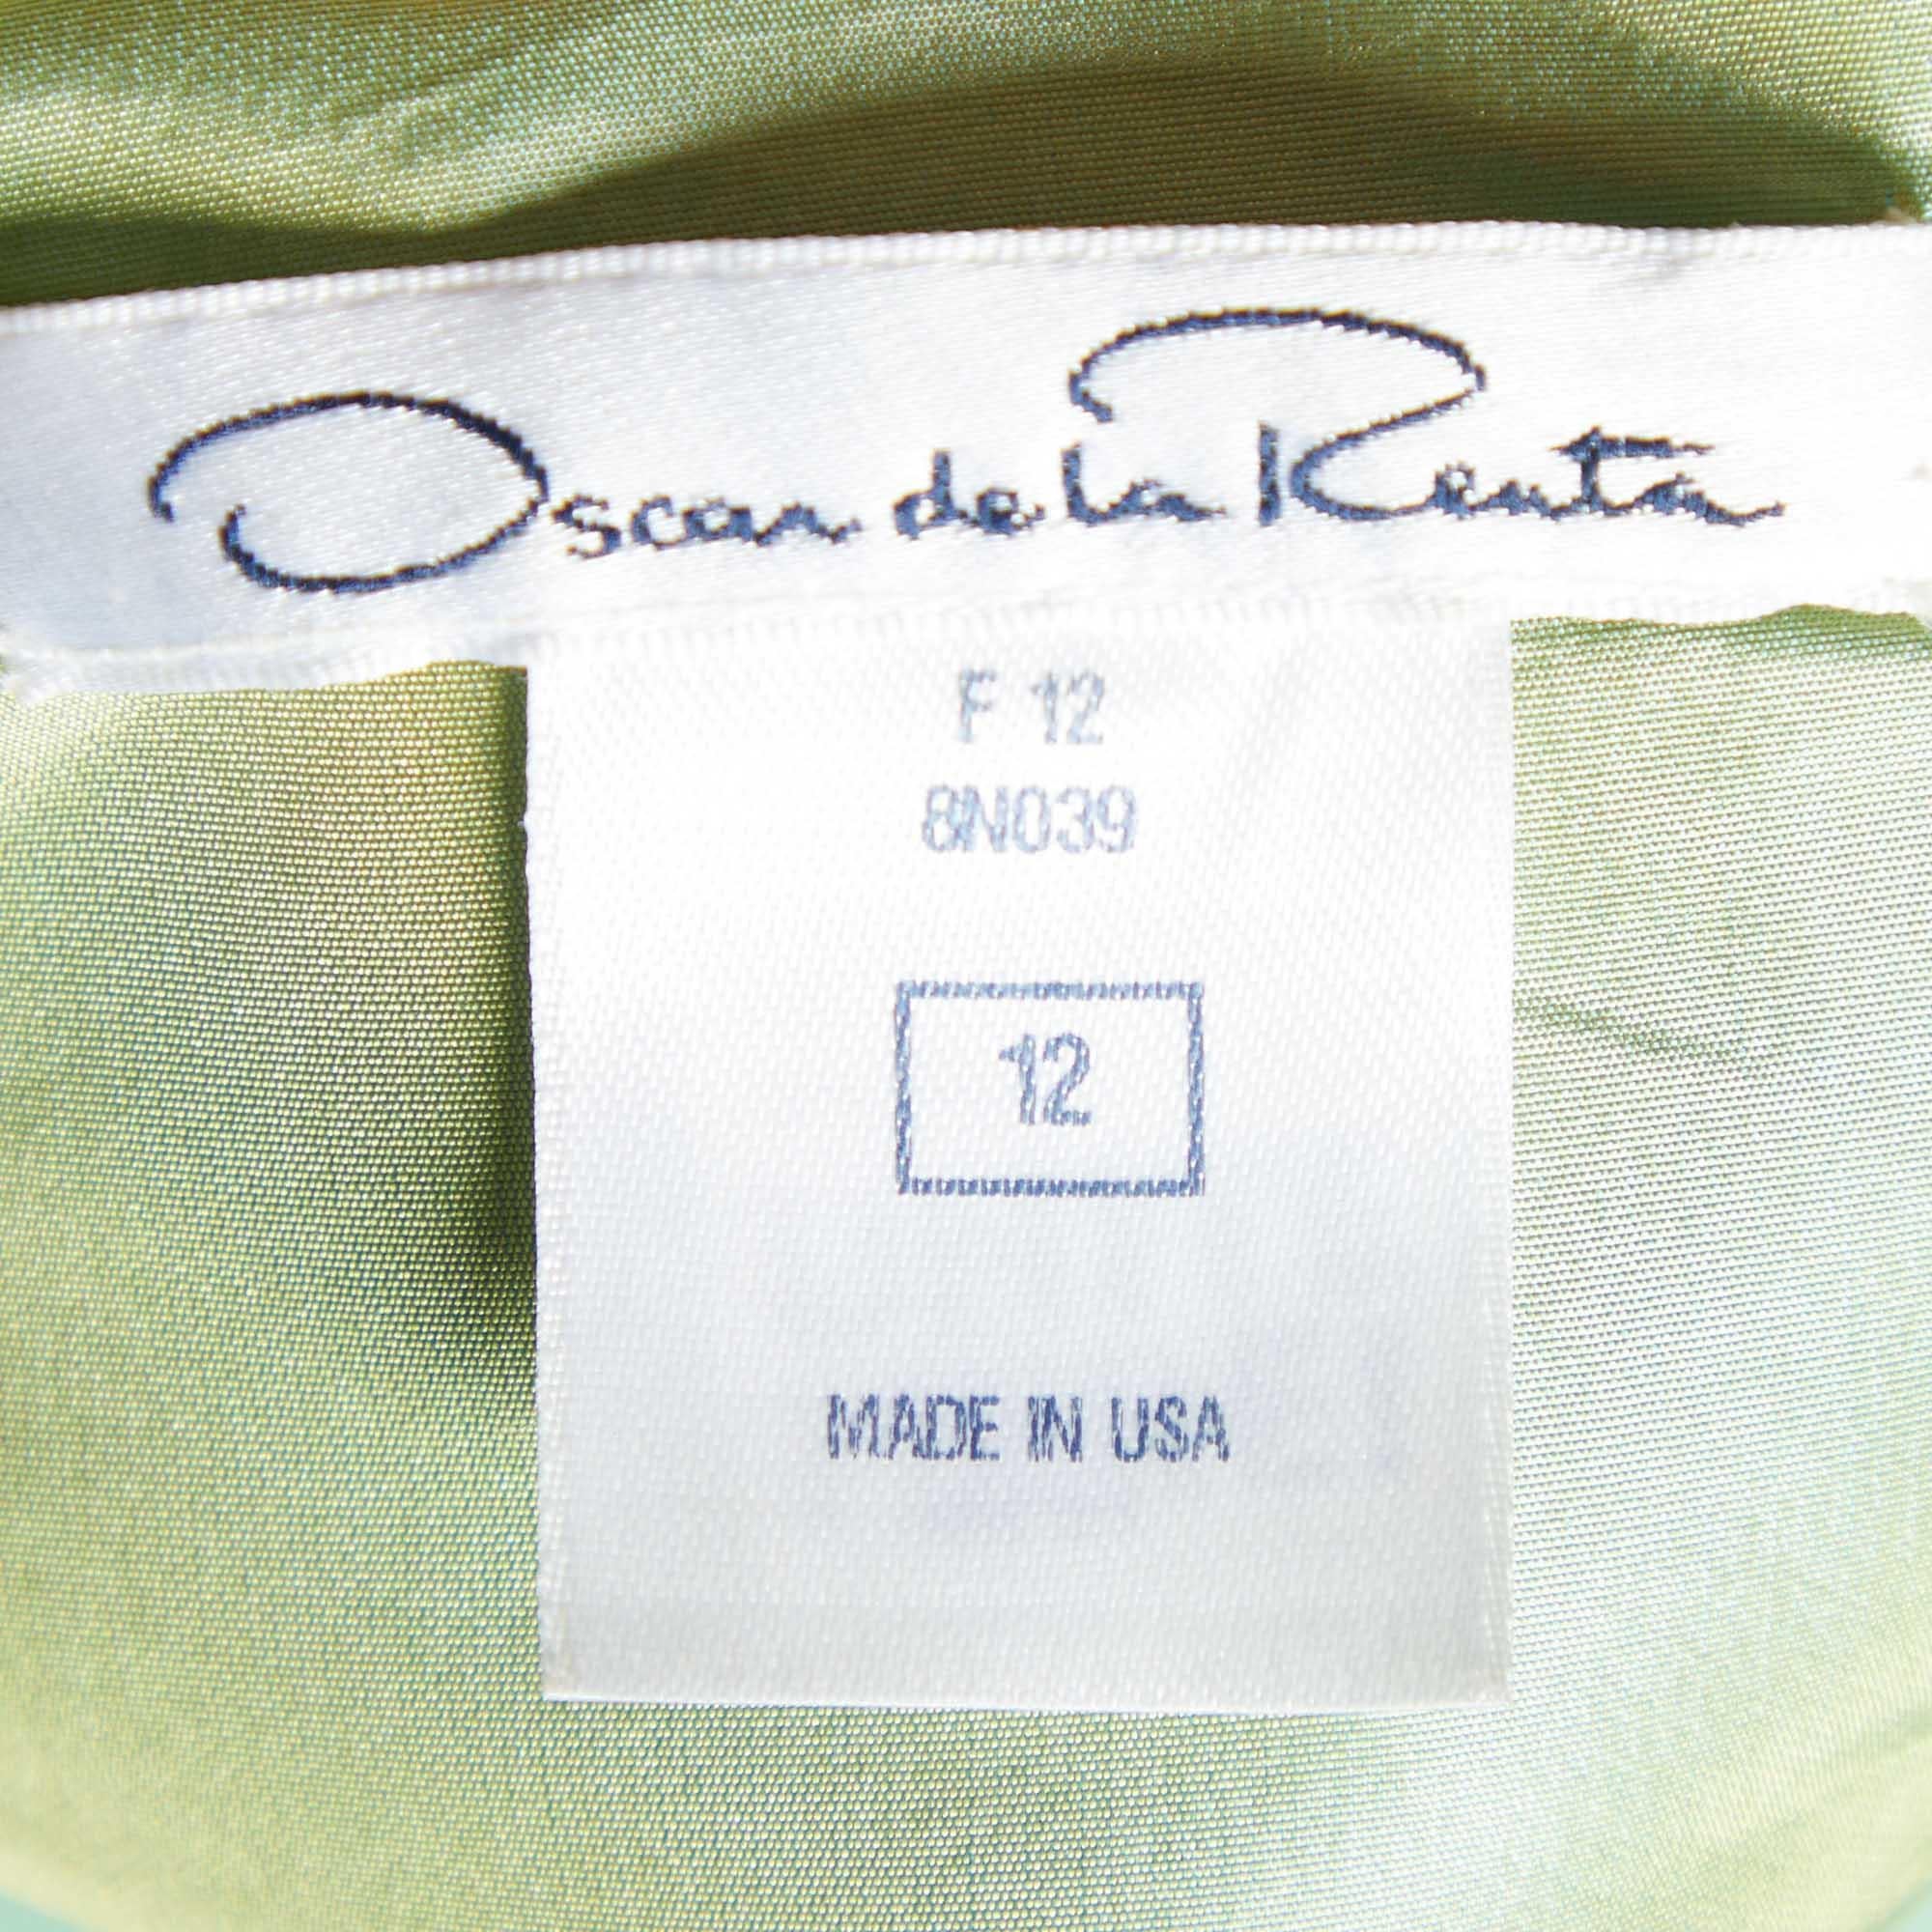 Oscar de la Renta
F 12
8N039
12
MADE IN USA